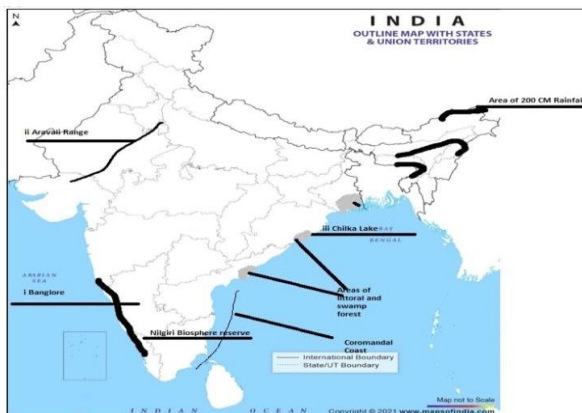 N
INDIA
OUTLINE MAP WITH STATES
& UNION TERRITORIES
Area of 200 CM Rainfal
ii Aravali Range
iii Chilka Lake
BAY
BENGAL
ARABIAN
SEA
i Banglore
Areas of
littoral and
swamp
forest
Niilgiri Biosphere reserve
Coromandal
Coast
International Boundary
State/UT Boundary
Map not to Scale
INDIAN OCEAN
Copyright © 2021 www.mapsofindia.com